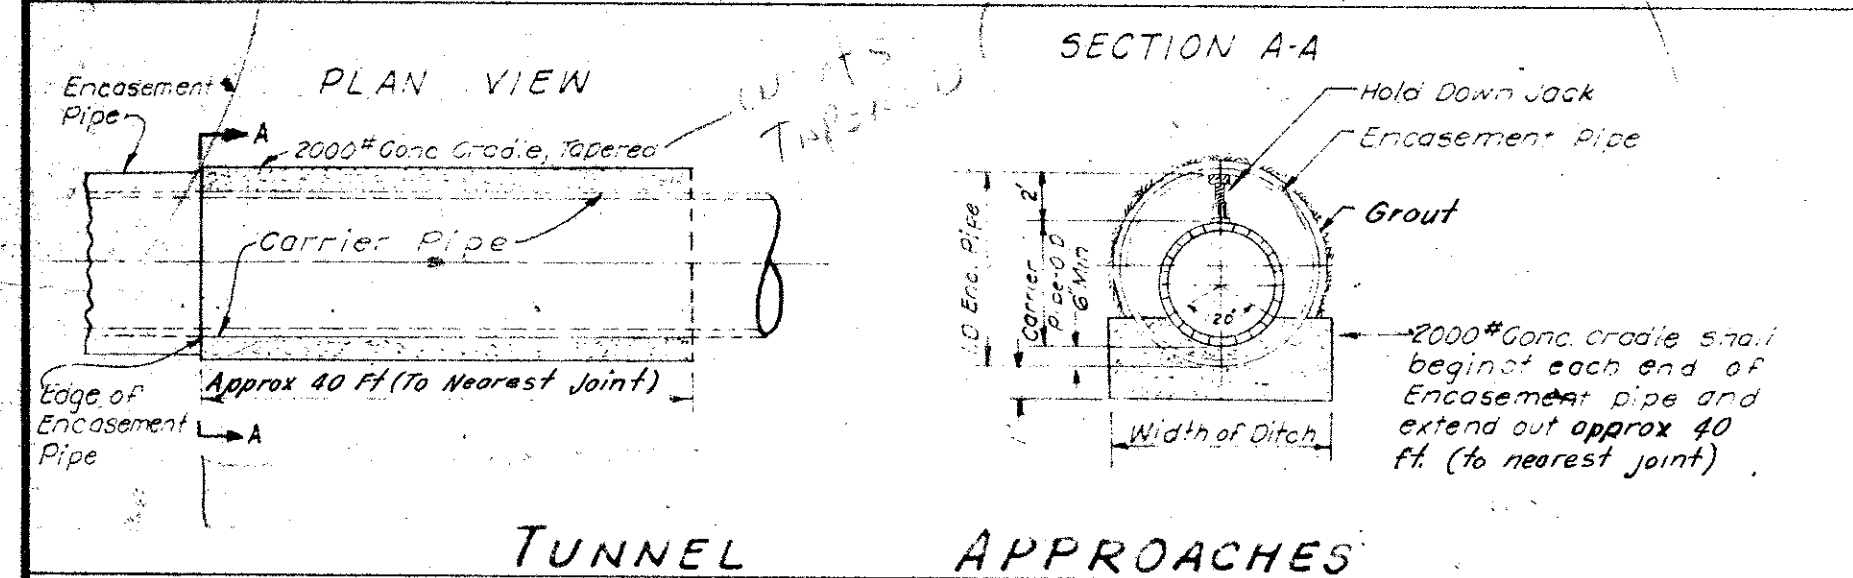 PLAN VIEW
SECTION A-A
Encasement
Pipe
A
2000# Conc Cradle, Tapered
Carrier Pipe
Approx 40 Ft (To Nearest Joint)
Edge of
Encasement
Pipe
A
Hold Down Jack
Encasement Pipe
Grout
Enc. Pipe
2'
Carrier
Pipe-O D
6" Min
120°
2000# Conc. cradle shall
begin at each end of
Encasement pipe and
extend out approx 40
ft. (to nearest joint)
Width of Ditch
TUNNEL APPROACHES